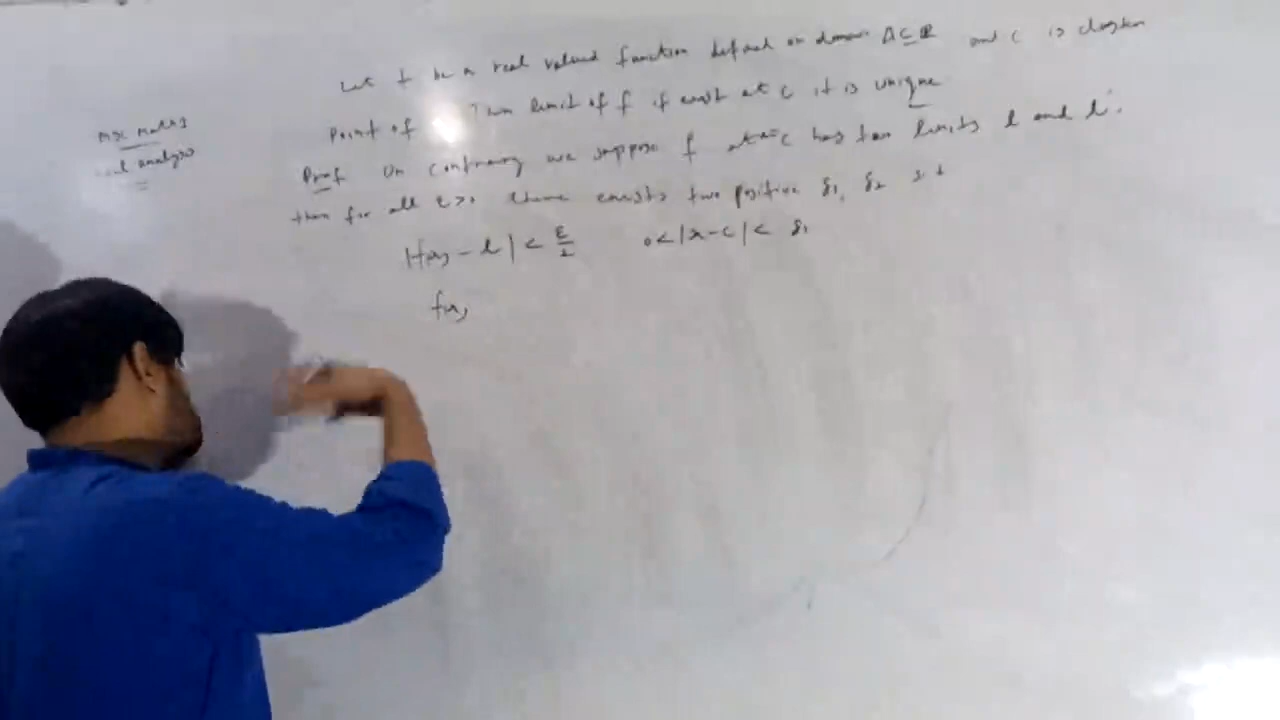 Msc Maths
Real analysis
Let f be a real valued function defined on domain A ⊆ R and c is cluster
point of Then limit of f if exist at c it is unique
Proof On contrary we suppose f at x=c has two limits l and l'.
then for all ε>0 there exists two positive δ₁, δ₂ s.t
|f(x) - l| < ε/2 0<|x-c|< δ₁
f(x)